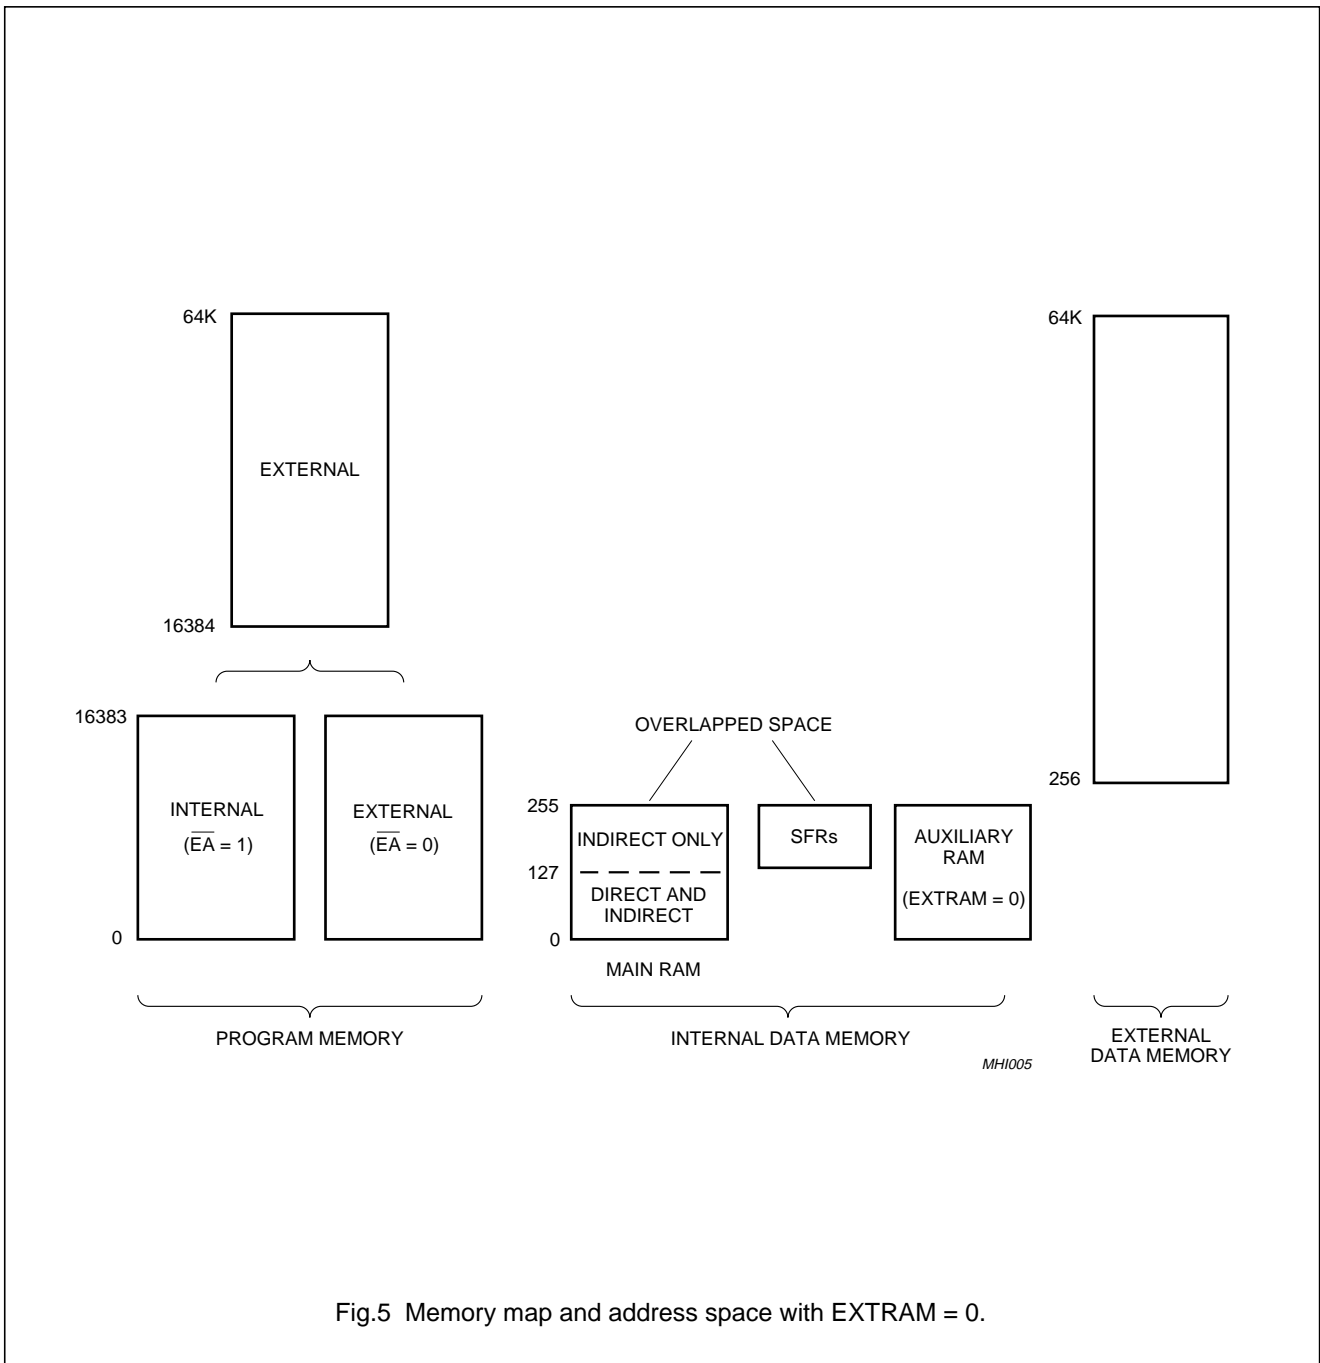 64K
64K
EXTERNAL
16384
16383
OVERLAPPED SPACE
256
255
INTERNAL
(E̅A̅ = 1)
EXTERNAL
(E̅A̅ = 0)
INDIRECT ONLY
SFRs
AUXILIARY
RAM
127
DIRECT AND
INDIRECT
(EXTRAM = 0)
0
0
MAIN RAM
PROGRAM MEMORY
INTERNAL DATA MEMORY
EXTERNAL
DATA MEMORY
MHI005
Fig.5 Memory map and address space with EXTRAM = 0.